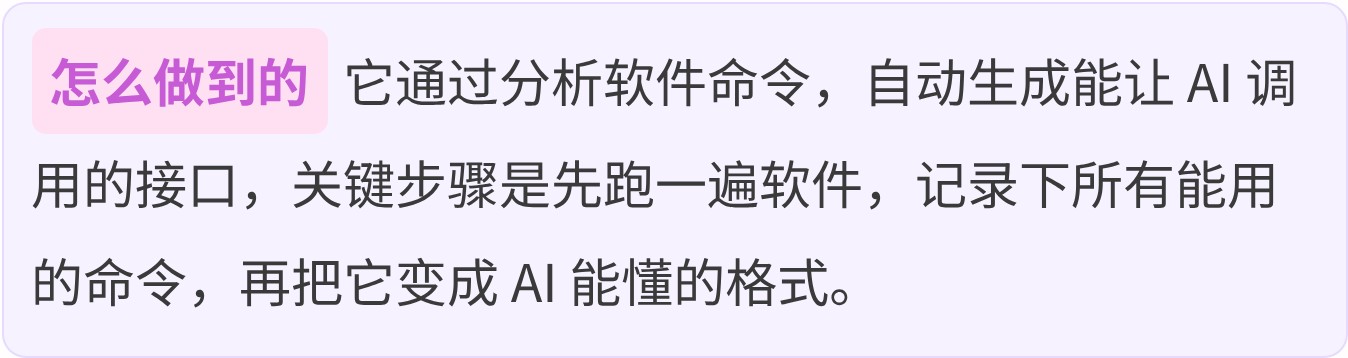 怎么做到的 它通过分析软件命令，自动生成能让 AI 调
用的接口，关键步骤是先跑一遍软件，记录下所有能用
的命令，再把它变成 AI 能懂的格式。